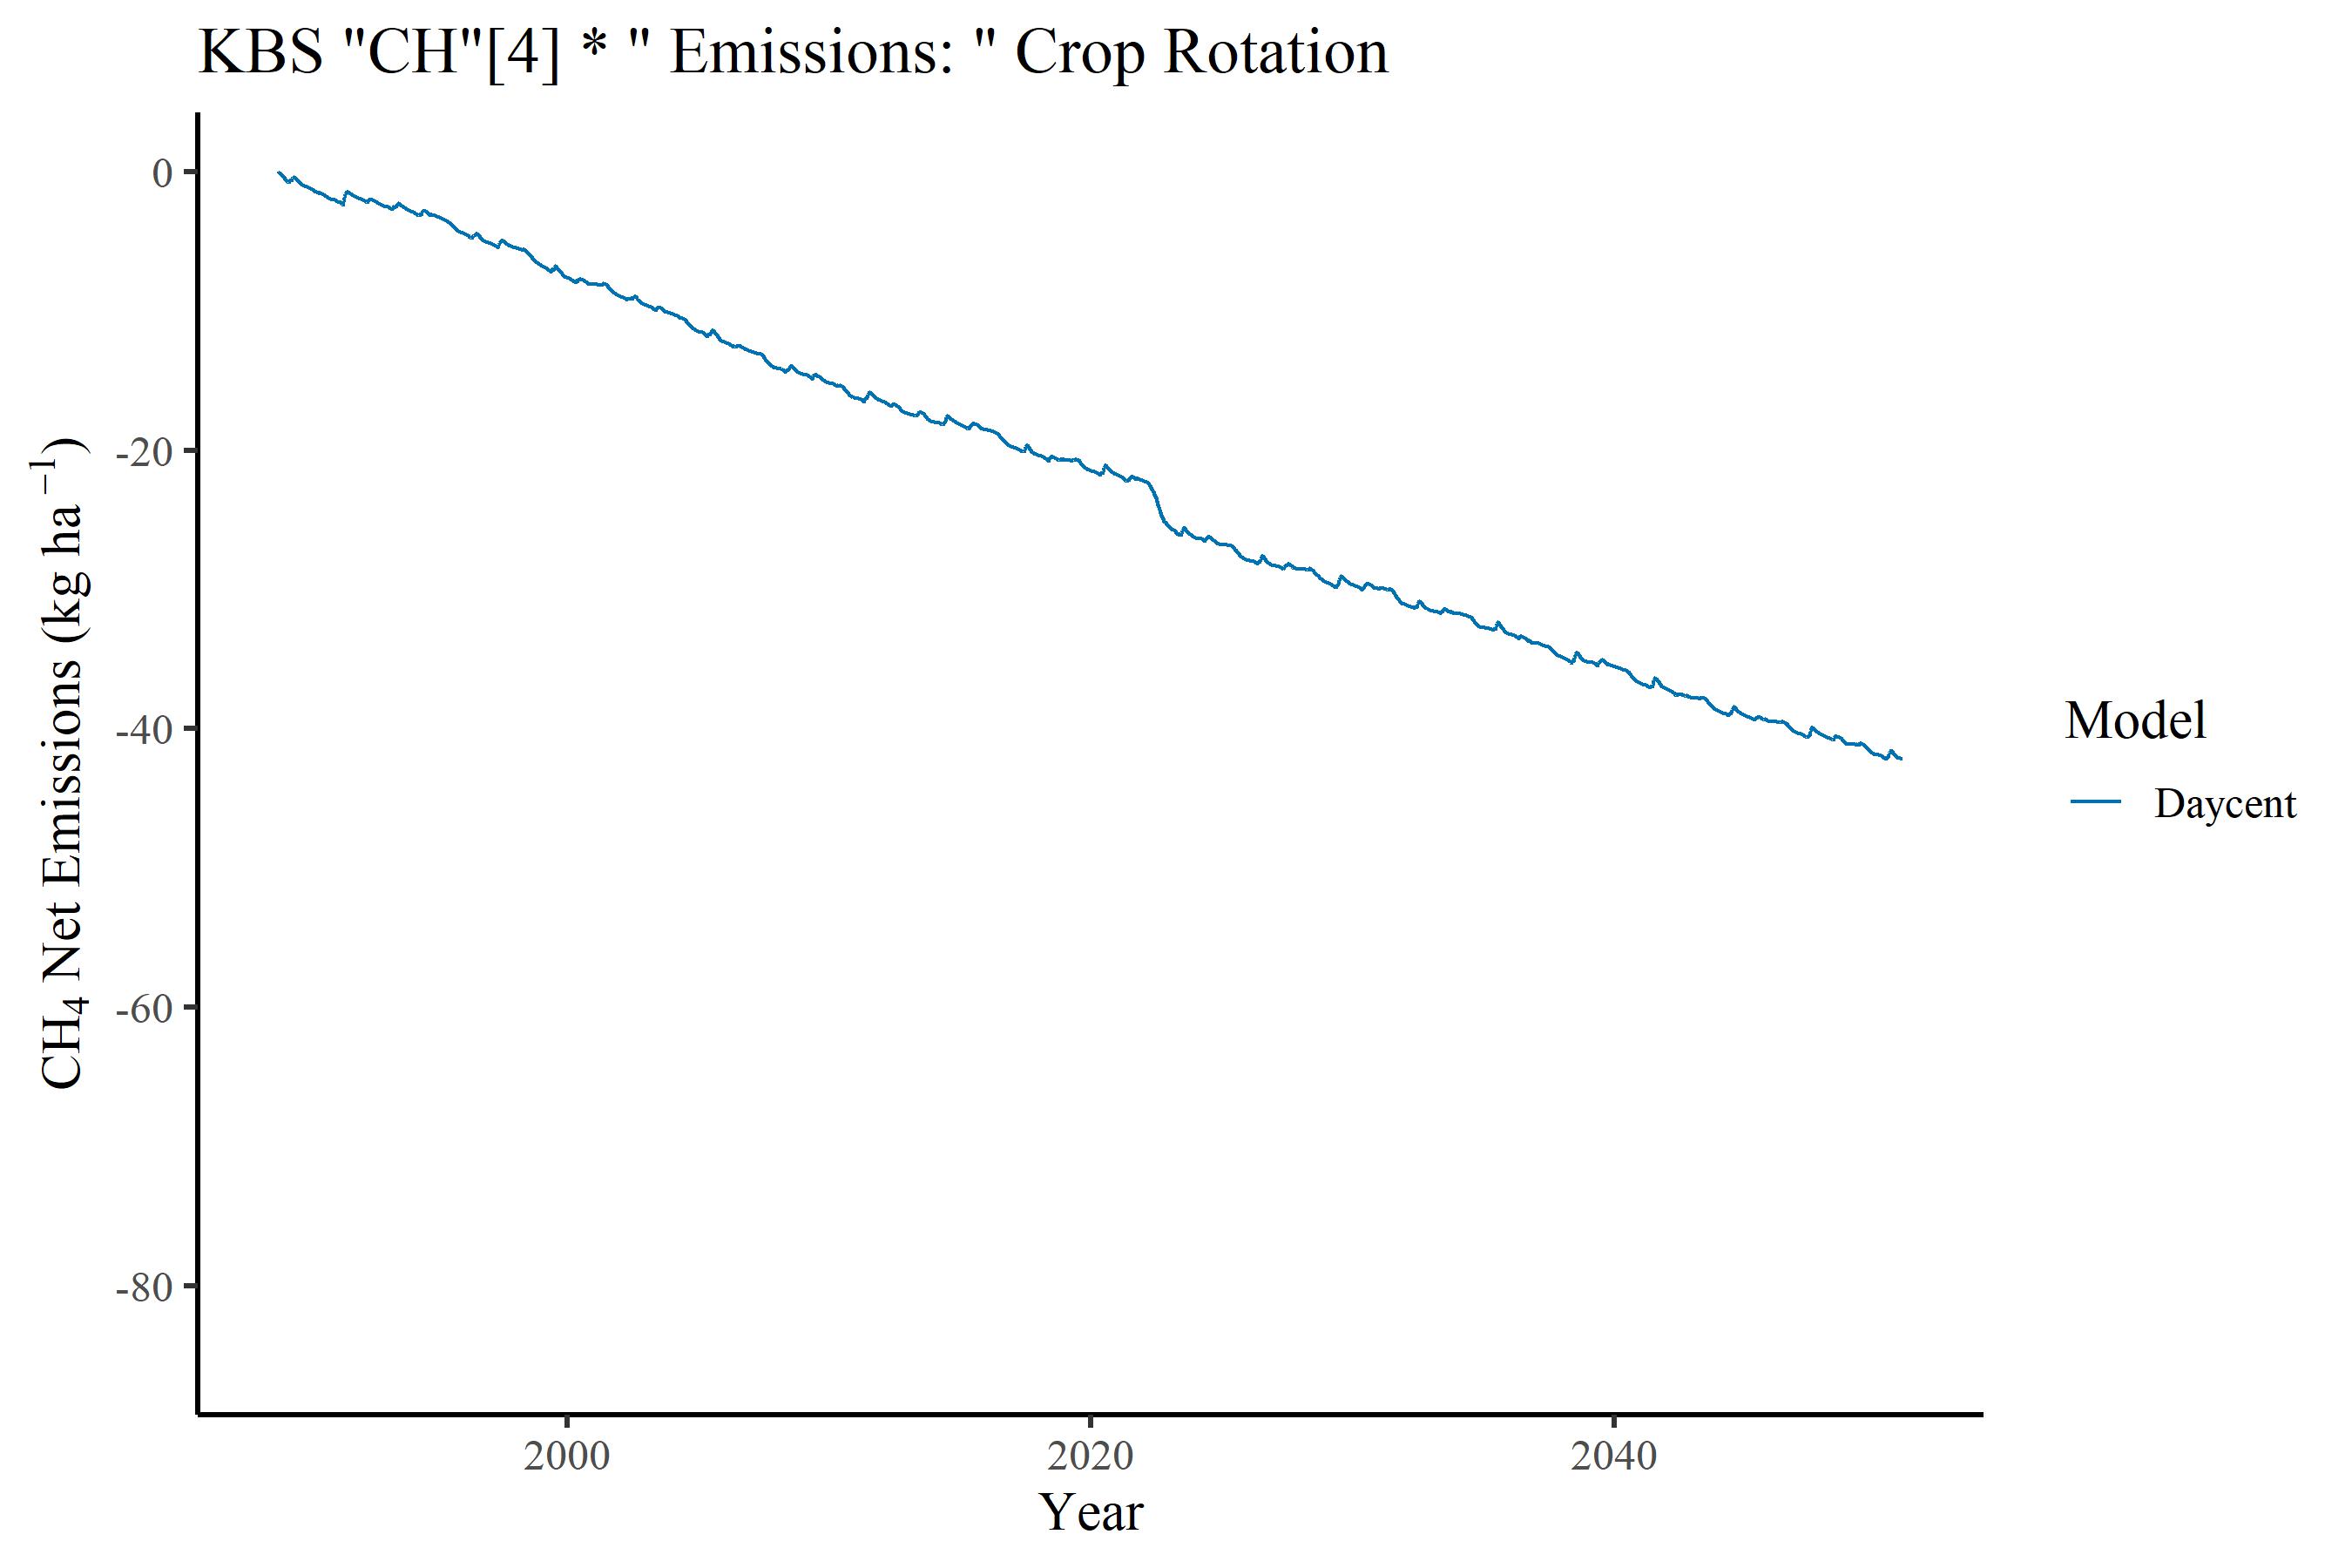 KBS "CH"[4] * " Emissions: " Crop Rotation
CH₄ Net Emissions (kg ha ⁻¹)
0
-20
-40
-60
-80
2000 2020 2040
Year
Model
Daycent